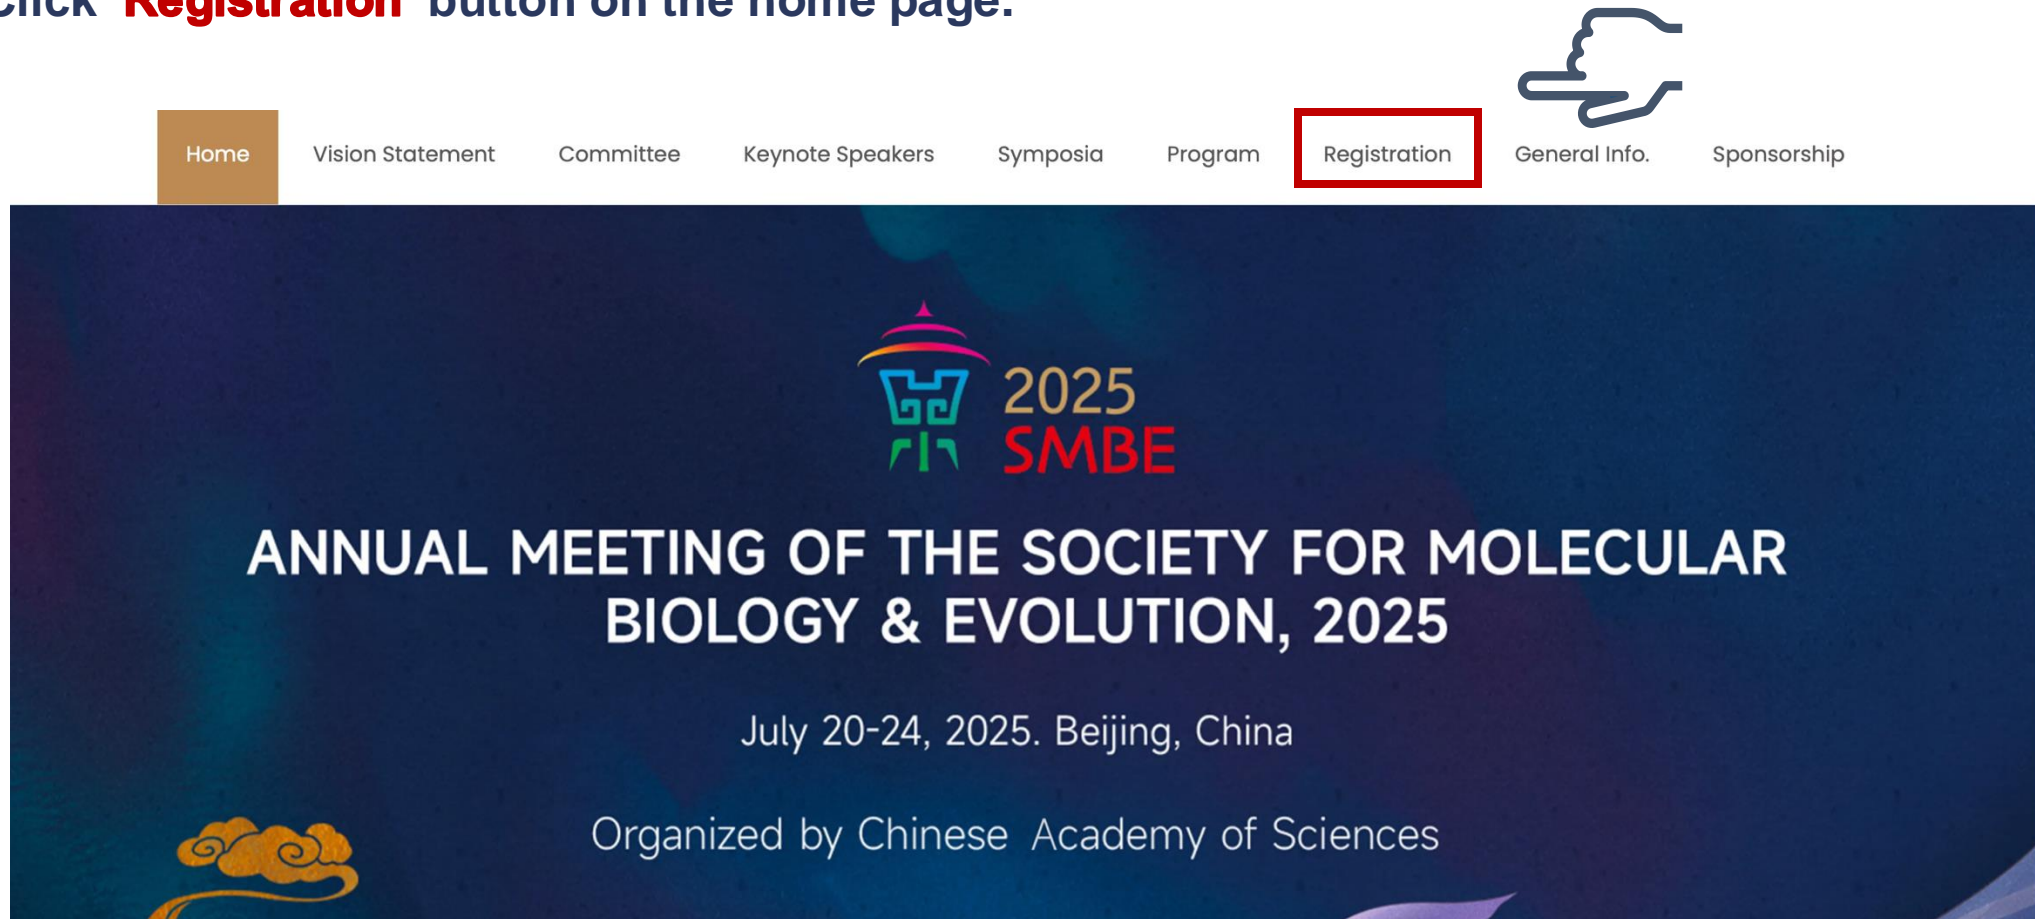 Click 'Registration' button on the home page.
Home Vision Statement Committee Keynote Speakers Symposia Program Registration General Info. Sponsorship
2025
SMBE
ANNUAL MEETING OF THE SOCIETY FOR MOLECULAR
BIOLOGY & EVOLUTION, 2025
July 20-24, 2025. Beijing, China
Organized by Chinese Academy of Sciences